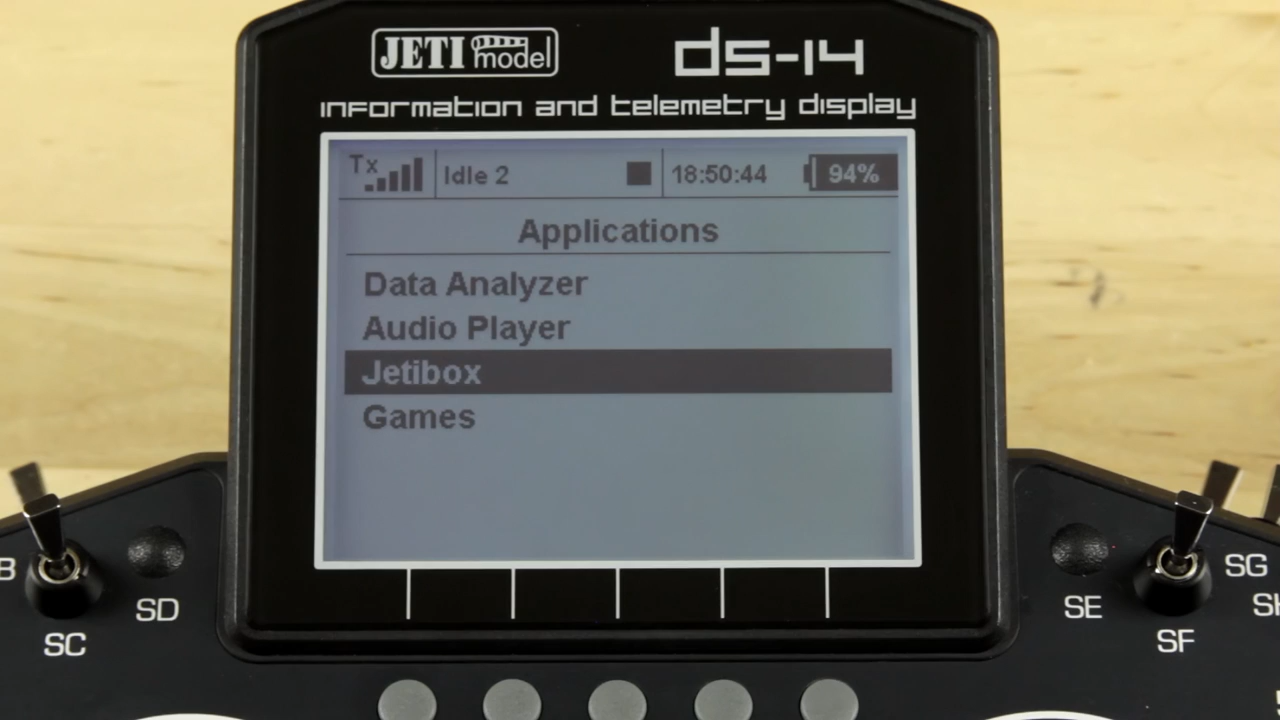 JETI model
DS-14
information and telemetry display
Tx Idle 2 18:50:44 94%
Applications
Data Analyzer
Audio Player
Jetibox
Games
B
SC
SD
SE
SF
SG